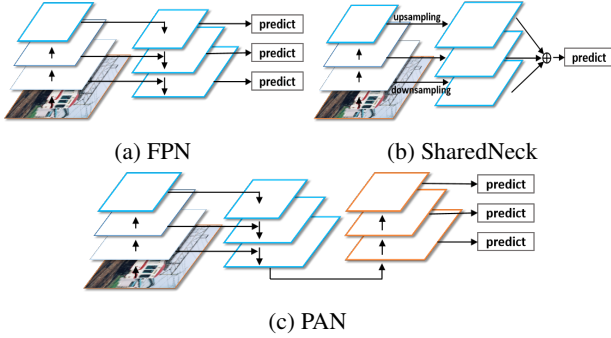 predict
predict
predict
(a) FPN
upsampling
downsampling
predict
(b) SharedNeck
predict
predict
predict
(c) PAN